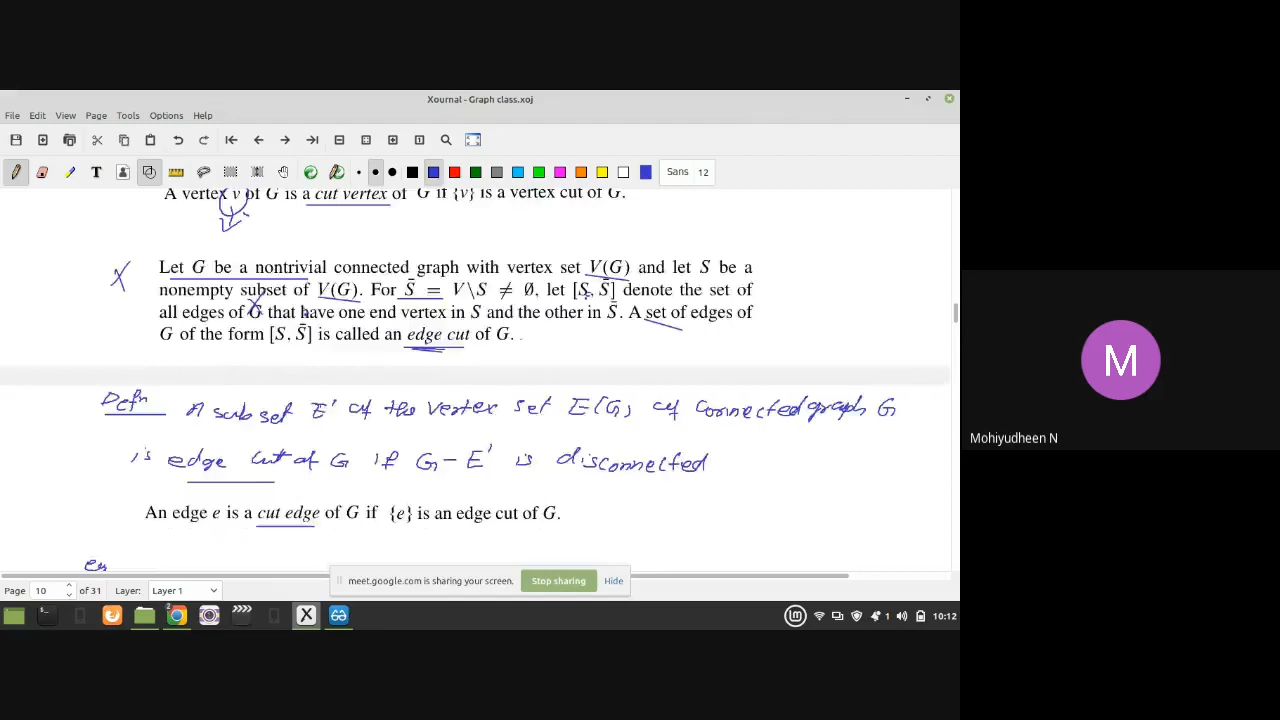 Xournal - Graph class.xoj
File Edit View Page Tools Options Help
T Sans 12
A vertex v of G is a cut vertex of G if {v} is a vertex cut of G.
V
X Let G be a nontrivial connected graph with vertex set V(G) and let S be a
nonempty subset of V(G). For S̄ = V\S ≠ ∅, let [S, S̄] denote the set of
all edges of G that have one end vertex in S and the other in S̄. A set of edges of
G of the form [S, S̄] is called an edge cut of G.
Defn A subset E' of the vertex set E(G) of connected graph G
is edge cut of G if G - E' is disconnected
An edge e is a cut edge of G if {e} is an edge cut of G.
Page 10 of 31 Layer: Layer 1
meet.google.com is sharing your screen. Stop sharing Hide
1 10:12
M
Mohiyudheen N